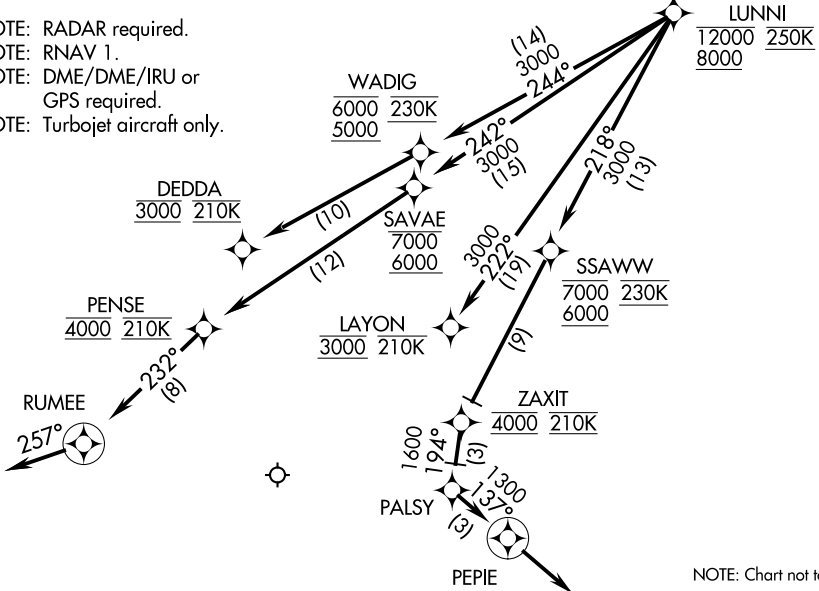 OTE: RADAR required.
OTE: RNAV 1.
OTE: DME/DME/IRU or
GPS required.
OTE: Turbojet aircraft only.
LUNNI
12000 250K
8000
(14)
3000
244°
WADIG
6000 230K
5000
242°
3000
(15)
218°
3000
(13)
DEDDA
3000 210K
(10)
SAVAE
7000
6000
(12)
3000
222°
(19)
SSAWW
7000 230K
6000
PENSE
4000 210K
LAYON
3000 210K
(9)
232°
(8)
RUMEE
257°
ZAXIT
4000 210K
1600
194°
(3)
PALSY
1300
137°
(3)
PEPIE
NOTE: Chart not t